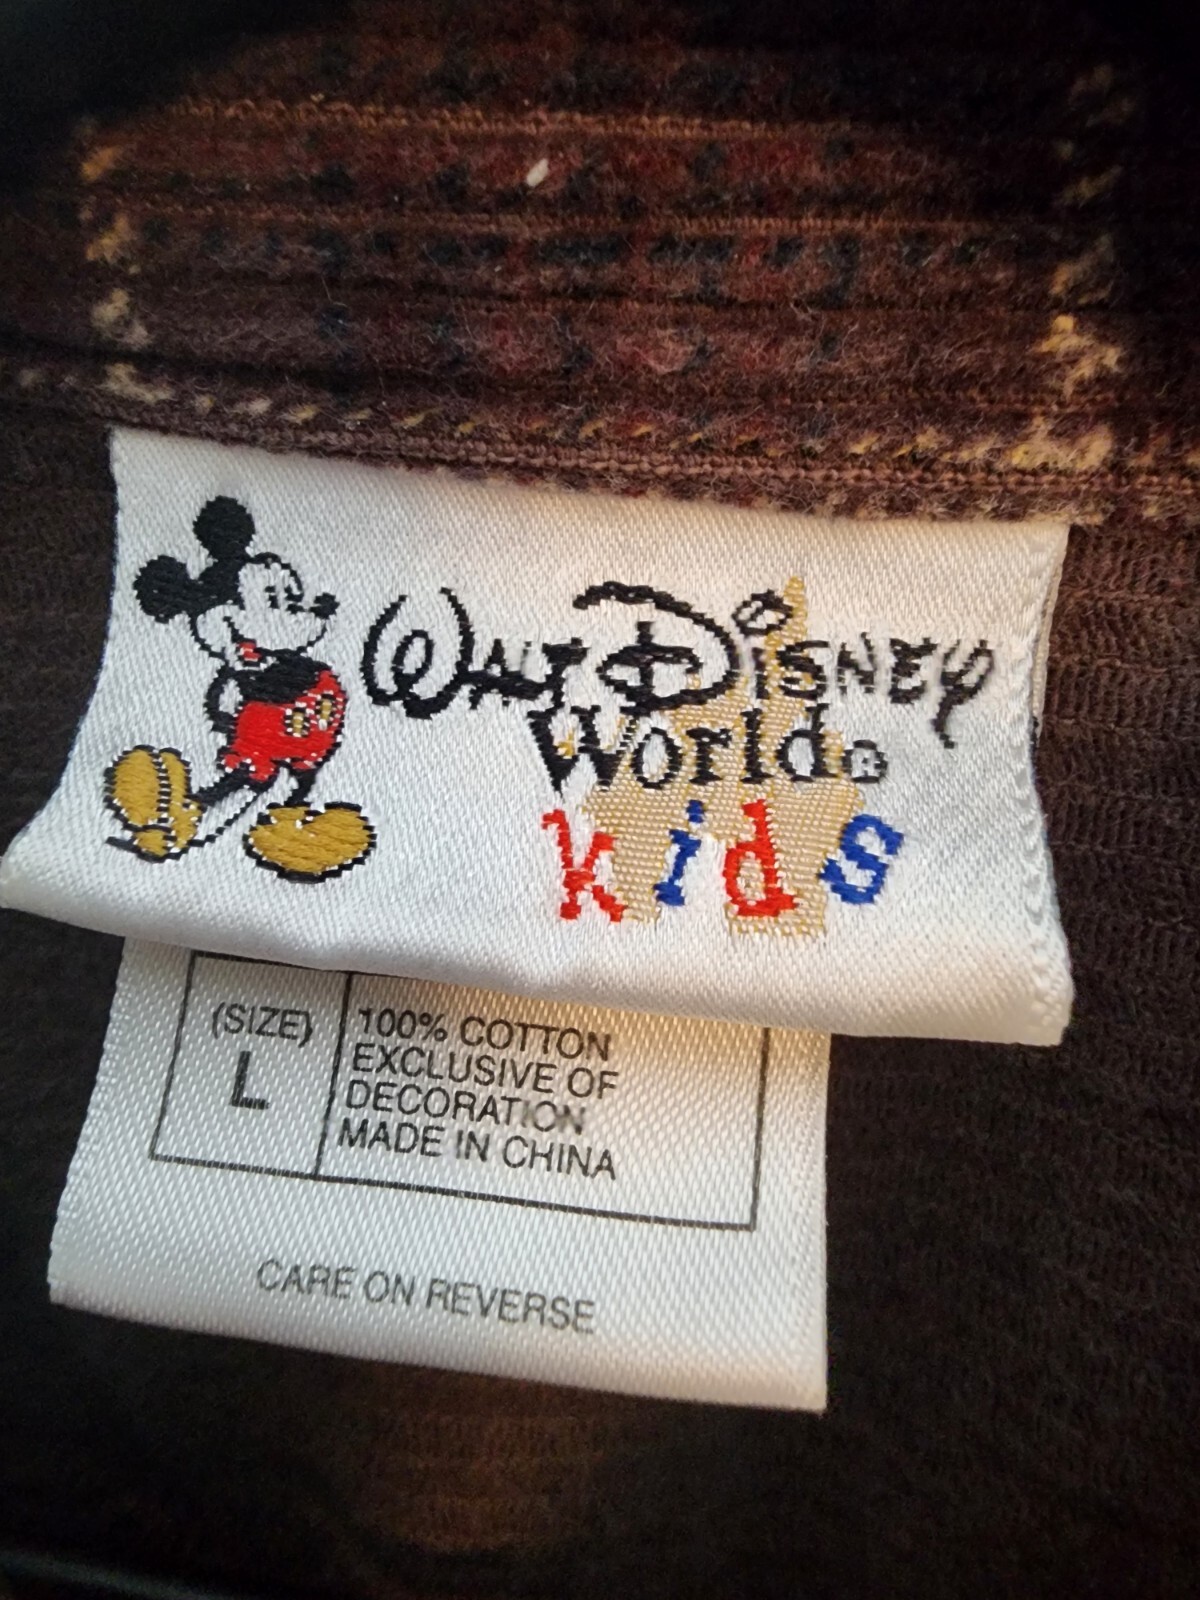 WALT DISNEY
World®
kids
(SIZE)
L
100% COTTON
EXCLUSIVE OF
DECORATION
MADE IN CHINA
CARE ON REVERSE